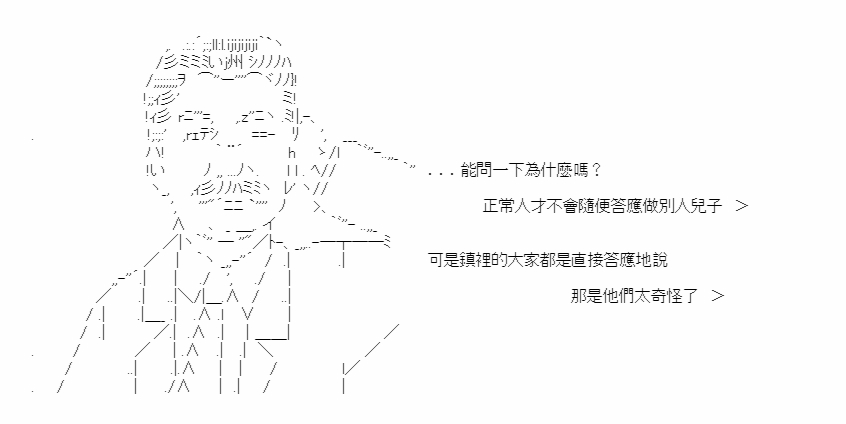 ．．．能問一下為什麼嗎？
正常人才不會隨便答應做別人兒子　＞
可是鎮裡的大家都是直接答應地說
那是他們太奇怪了　＞